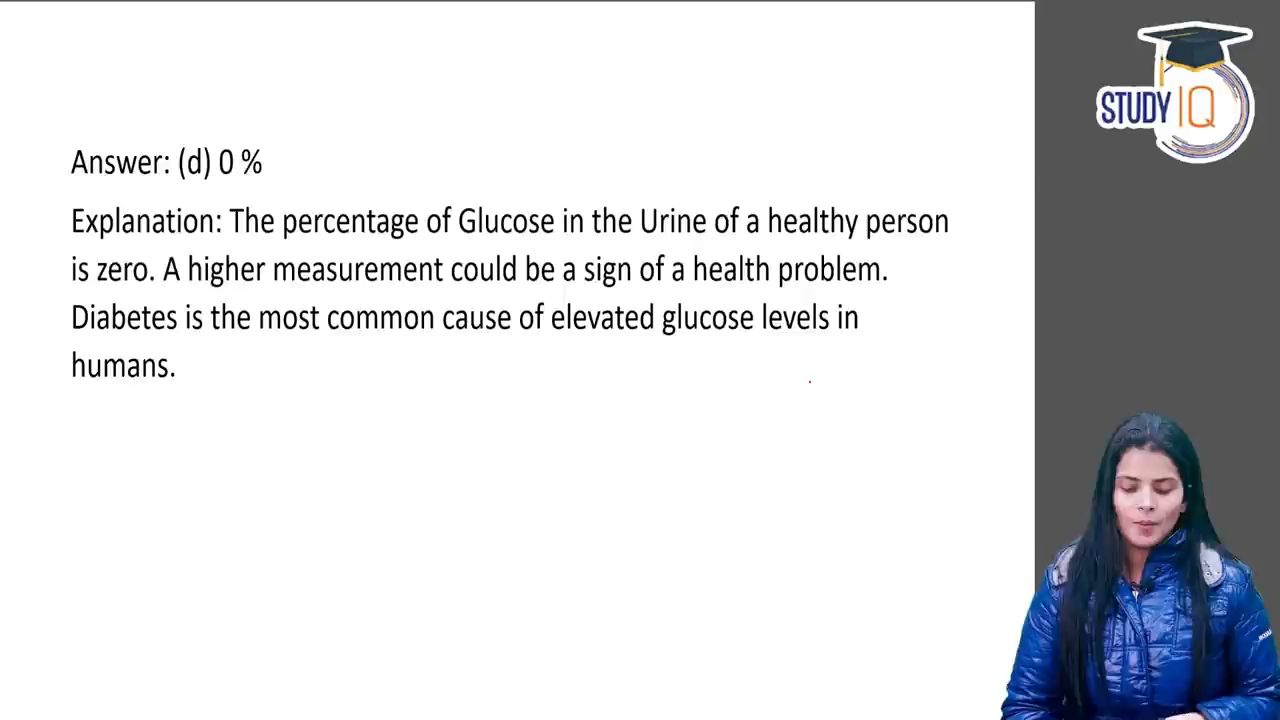 STUDY IQ
Answer: (d) 0 %
Explanation: The percentage of Glucose in the Urine of a healthy person
is zero. A higher measurement could be a sign of a health problem.
Diabetes is the most common cause of elevated glucose levels in
humans.